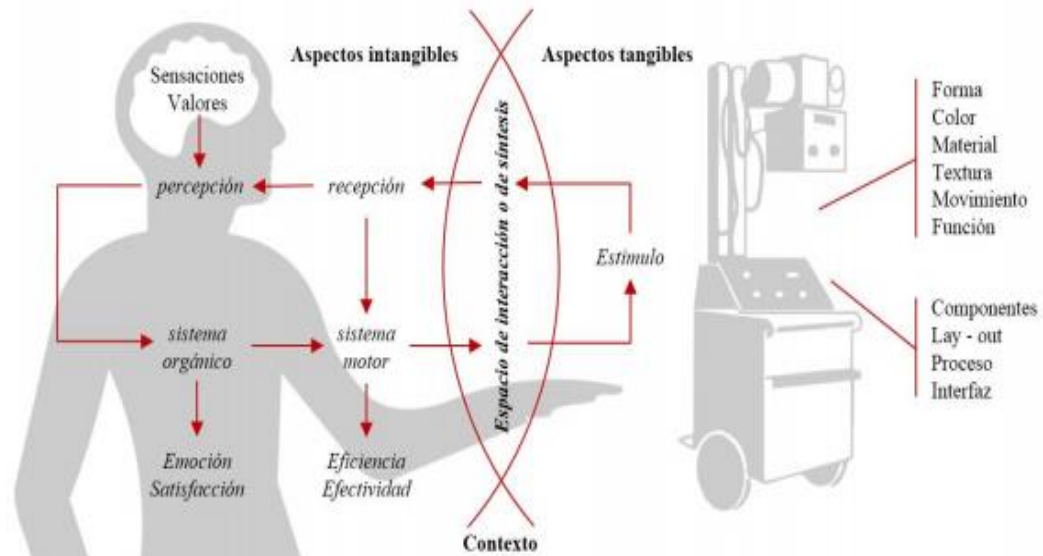 Aspectos intangibles
Aspectos tangibles
Sensaciones
Valores
percepción
recepción
Espacio de interacción o de síntesis
Estímulo
sistema
orgánico
sistema
motor
Emoción
Satisfacción
Eficiencia
Efectividad
Contexto
Forma
Color
Material
Textura
Movimiento
Función
Componentes
Lay - out
Proceso
Interfaz